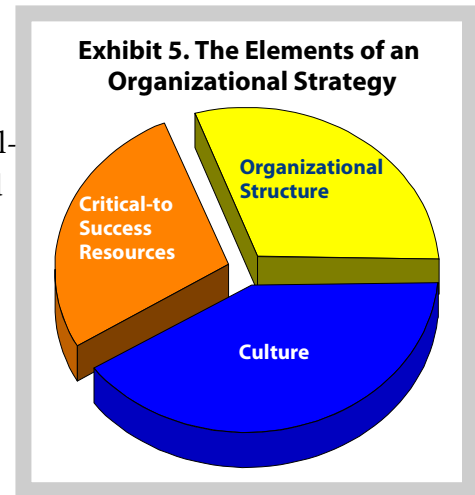 Exhibit 5. The Elements of an
Organizational Strategy
l-
Organizational
Structure
Critical-to
Success
Resources
Culture